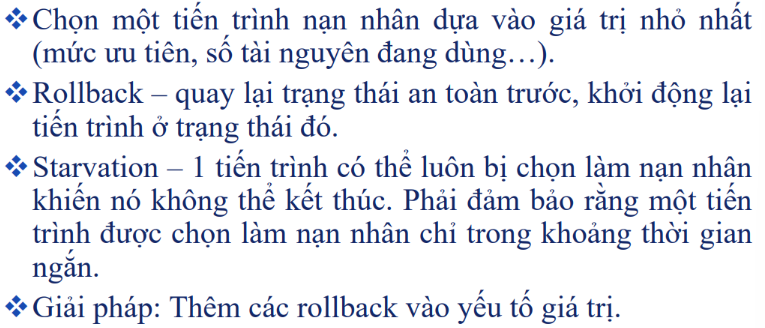 ❖Chọn một tiến trình nạn nhân dựa vào giá trị nhỏ nhất
(mức ưu tiên, số tài nguyên đang dùng…).
❖Rollback – quay lại trạng thái an toàn trước, khởi động lại
tiến trình ở trạng thái đó.
❖Starvation – 1 tiến trình có thể luôn bị chọn làm nạn nhân
khiến nó không thể kết thúc. Phải đảm bảo rằng một tiến
trình được chọn làm nạn nhân chỉ trong khoảng thời gian
ngắn.
❖Giải pháp: Thêm các rollback vào yếu tố giá trị.